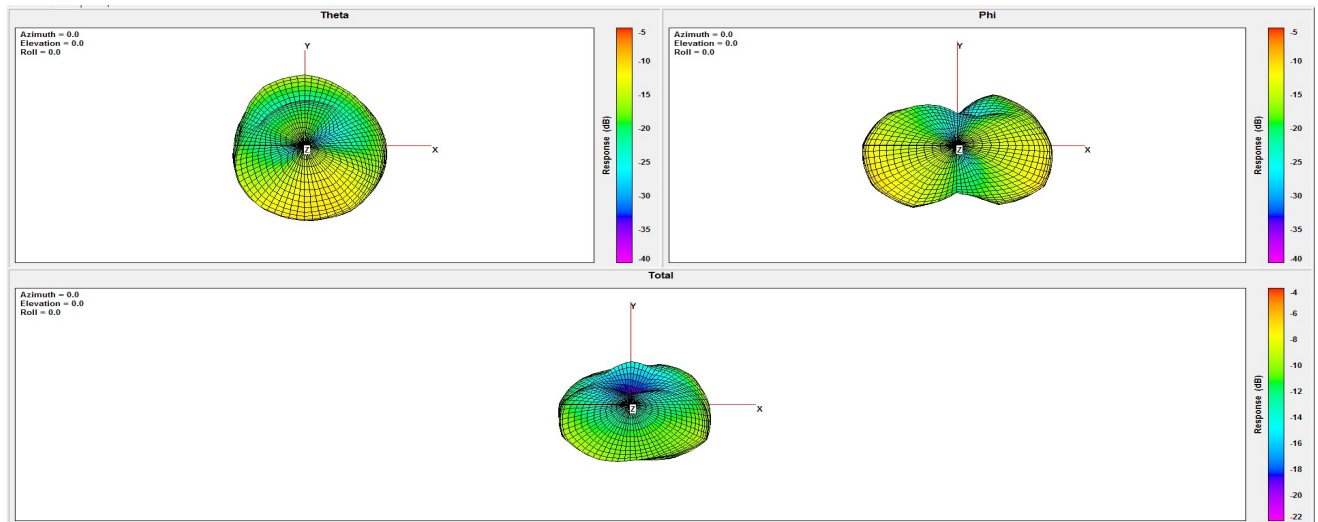 Theta
Azimuth = 0.0
Elevation = 0.0
Roll = 0.0
Y
X
Z
-5
-10
-15
-20
-25
-30
-35
-40
Response (dB)
Phi
Azimuth = 0.0
Elevation = 0.0
Roll = 0.0
Y
X
Z
-5
-10
-15
-20
-25
-30
-35
-40
Response (dB)
Total
Azimuth = 0.0
Elevation = 0.0
Roll = 0.0
Y
X
Z
-4
-6
-8
-10
-12
-14
-16
-18
-20
-22
Response (dB)